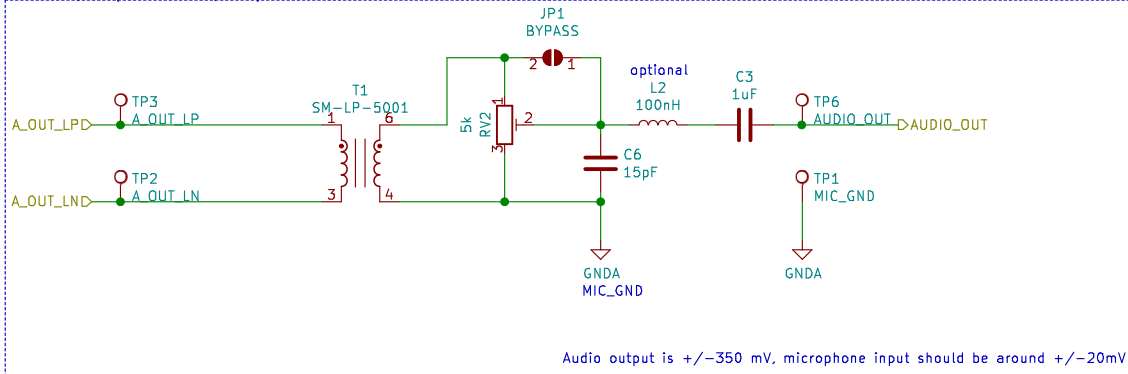 JP1
BYPASS
2 1
optional
L2
100nH
C3
1uF
T1
SM-LP-5001
TP3
A_OUT_LP
A_OUT_LP
1 6
5k
RV2
1
2
3
TP6
AUDIO_OUT
AUDIO_OUT
C6
15pF
TP2
A_OUT_LN
A_OUT_LN
3 4
TP1
MIC_GND
GNDA
MIC_GND
GNDA
Audio output is +/-350 mV, microphone input should be around +/-20mV